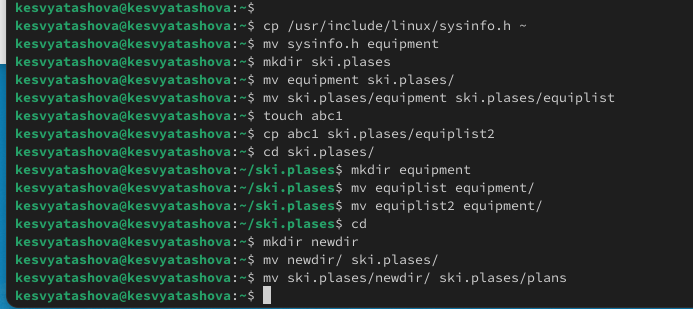 kesvyatashova@kesvyatashova:~$
kesvyatashova@kesvyatashova:~$ cp /usr/include/linux/sysinfo.h ~
kesvyatashova@kesvyatashova:~$ mv sysinfo.h equipment
kesvyatashova@kesvyatashova:~$ mkdir ski.plases
kesvyatashova@kesvyatashova:~$ mv equipment ski.plases/
kesvyatashova@kesvyatashova:~$ mv ski.plases/equipment ski.plases/equiplist
kesvyatashova@kesvyatashova:~$ touch abc1
kesvyatashova@kesvyatashova:~$ cp abc1 ski.plases/equiplist2
kesvyatashova@kesvyatashova:~$ cd ski.plases/
kesvyatashova@kesvyatashova:~/ski.plases$ mkdir equipment
kesvyatashova@kesvyatashova:~/ski.plases$ mv equiplist equipment/
kesvyatashova@kesvyatashova:~/ski.plases$ mv equiplist2 equipment/
kesvyatashova@kesvyatashova:~/ski.plases$ cd
kesvyatashova@kesvyatashova:~$ mkdir newdir
kesvyatashova@kesvyatashova:~$ mv newdir/ ski.plases/
kesvyatashova@kesvyatashova:~$ mv ski.plases/newdir/ ski.plases/plans
kesvyatashova@kesvyatashova:~$